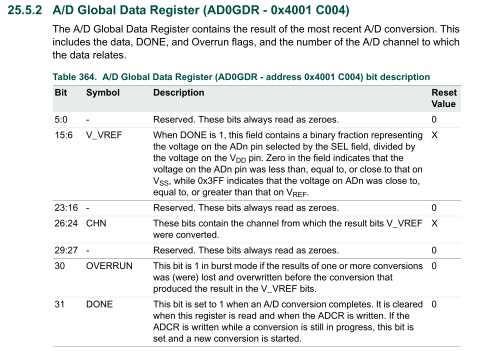 25.5.2 A/D Global Data Register (AD0GDR - 0x4001 C004)
The A/D Global Data Register contains the result of the most recent A/D conversion. This
includes the data, DONE, and Overrun flags, and the number of the A/D channel to which
the data relates.
Table 364. A/D Global Data Register (AD0GDR - address 0x4001 C004) bit description
Bit Symbol Description Reset
Value
5:0 - Reserved. These bits always read as zeroes. 0
15:6 V_VREF When DONE is 1, this field contains a binary fraction representing X
the voltage on the ADn pin selected by the SEL field, divided by
the voltage on the VDD pin. Zero in the field indicates that the
voltage on the ADn pin was less than, equal to, or close to that on
VSS, while 0x3FF indicates that the voltage on ADn was close to,
equal to, or greater than that on VREF.
23:16 - Reserved. These bits always read as zeroes. 0
26:24 CHN These bits contain the channel from which the result bits V_VREF X
were converted.
29:27 - Reserved. These bits always read as zeroes. 0
30 OVERRUN This bit is 1 in burst mode if the results of one or more conversions 0
was (were) lost and overwritten before the conversion that
produced the result in the V_VREF bits.
31 DONE This bit is set to 1 when an A/D conversion completes. It is cleared 0
when this register is read and when the ADCR is written. If the
ADCR is written while a conversion is still in progress, this bit is
set and a new conversion is started.